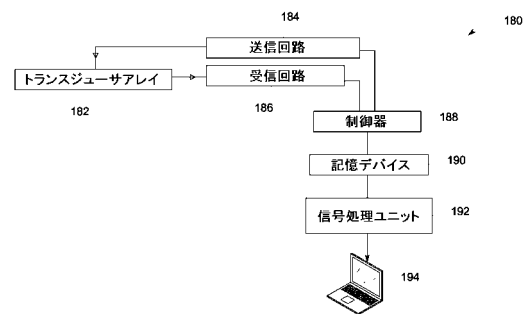 184
180
送信回路
トランスジューサアレイ
受信回路
182
186
制御器
188
記憶デバイス
190
信号処理ユニット
192
194